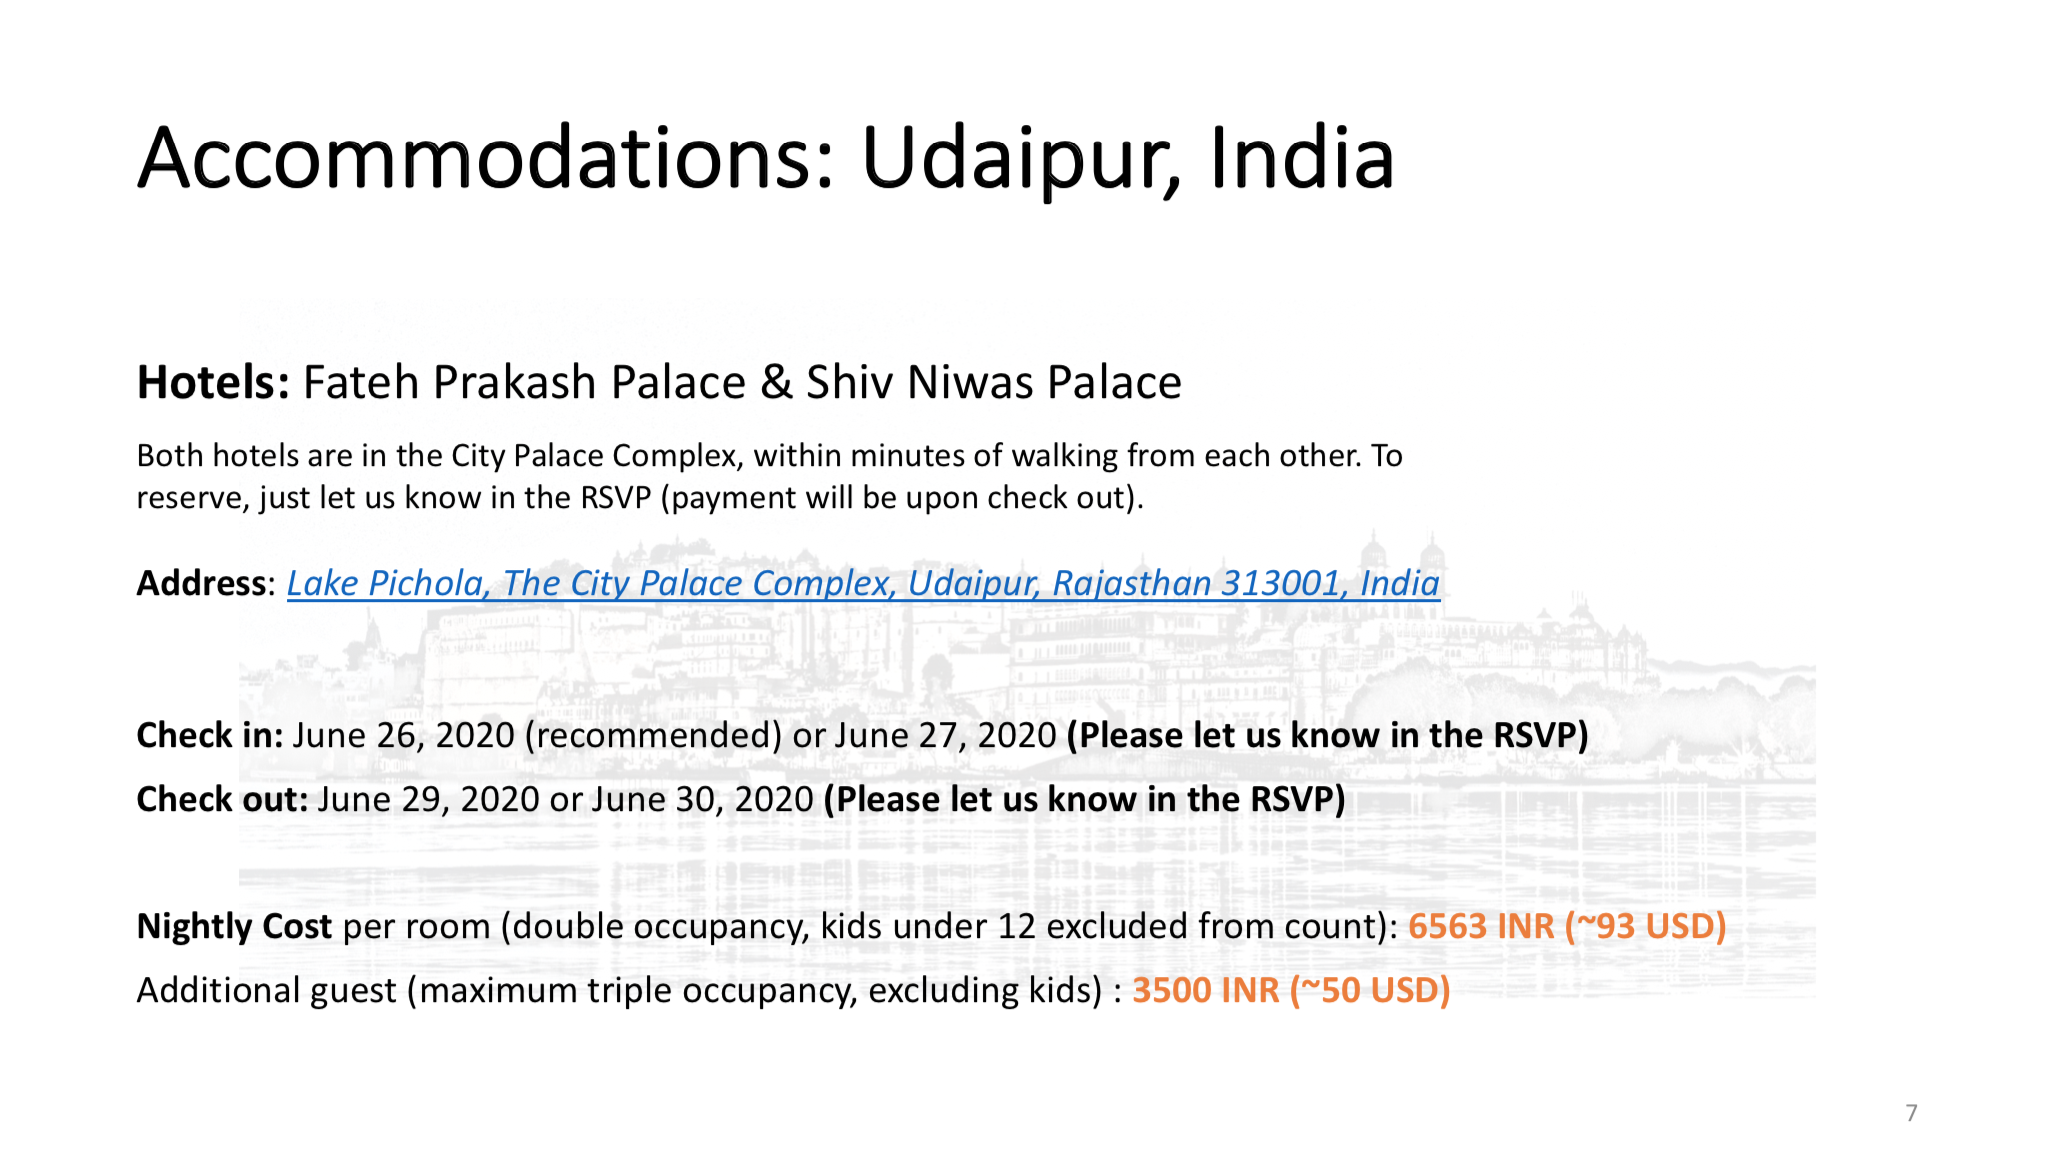 Accommodations: Udaipur, India
Hotels: Fateh Prakash Palace & Shiv Niwas Palace
Both hotels are in the City Palace Complex, within minutes of walking from each other. To
reserve, just let us know in the RSVP (payment will be upon check out).
Address: Lake Pichola, The City Palace Complex, Udaipur, Rajasthan 313001, India
Check in: June 26, 2020 (recommended) or June 27, 2020 (Please let us know in the RSVP)
Check out: June 29, 2020 or June 30, 2020 (Please let us know in the RSVP)
Nightly Cost per room (double occupancy, kids under 12 excluded from count): 6563 INR (~93 USD)
Additional guest (maximum triple occupancy, excluding kids) : 3500 INR (~50 USD)
7